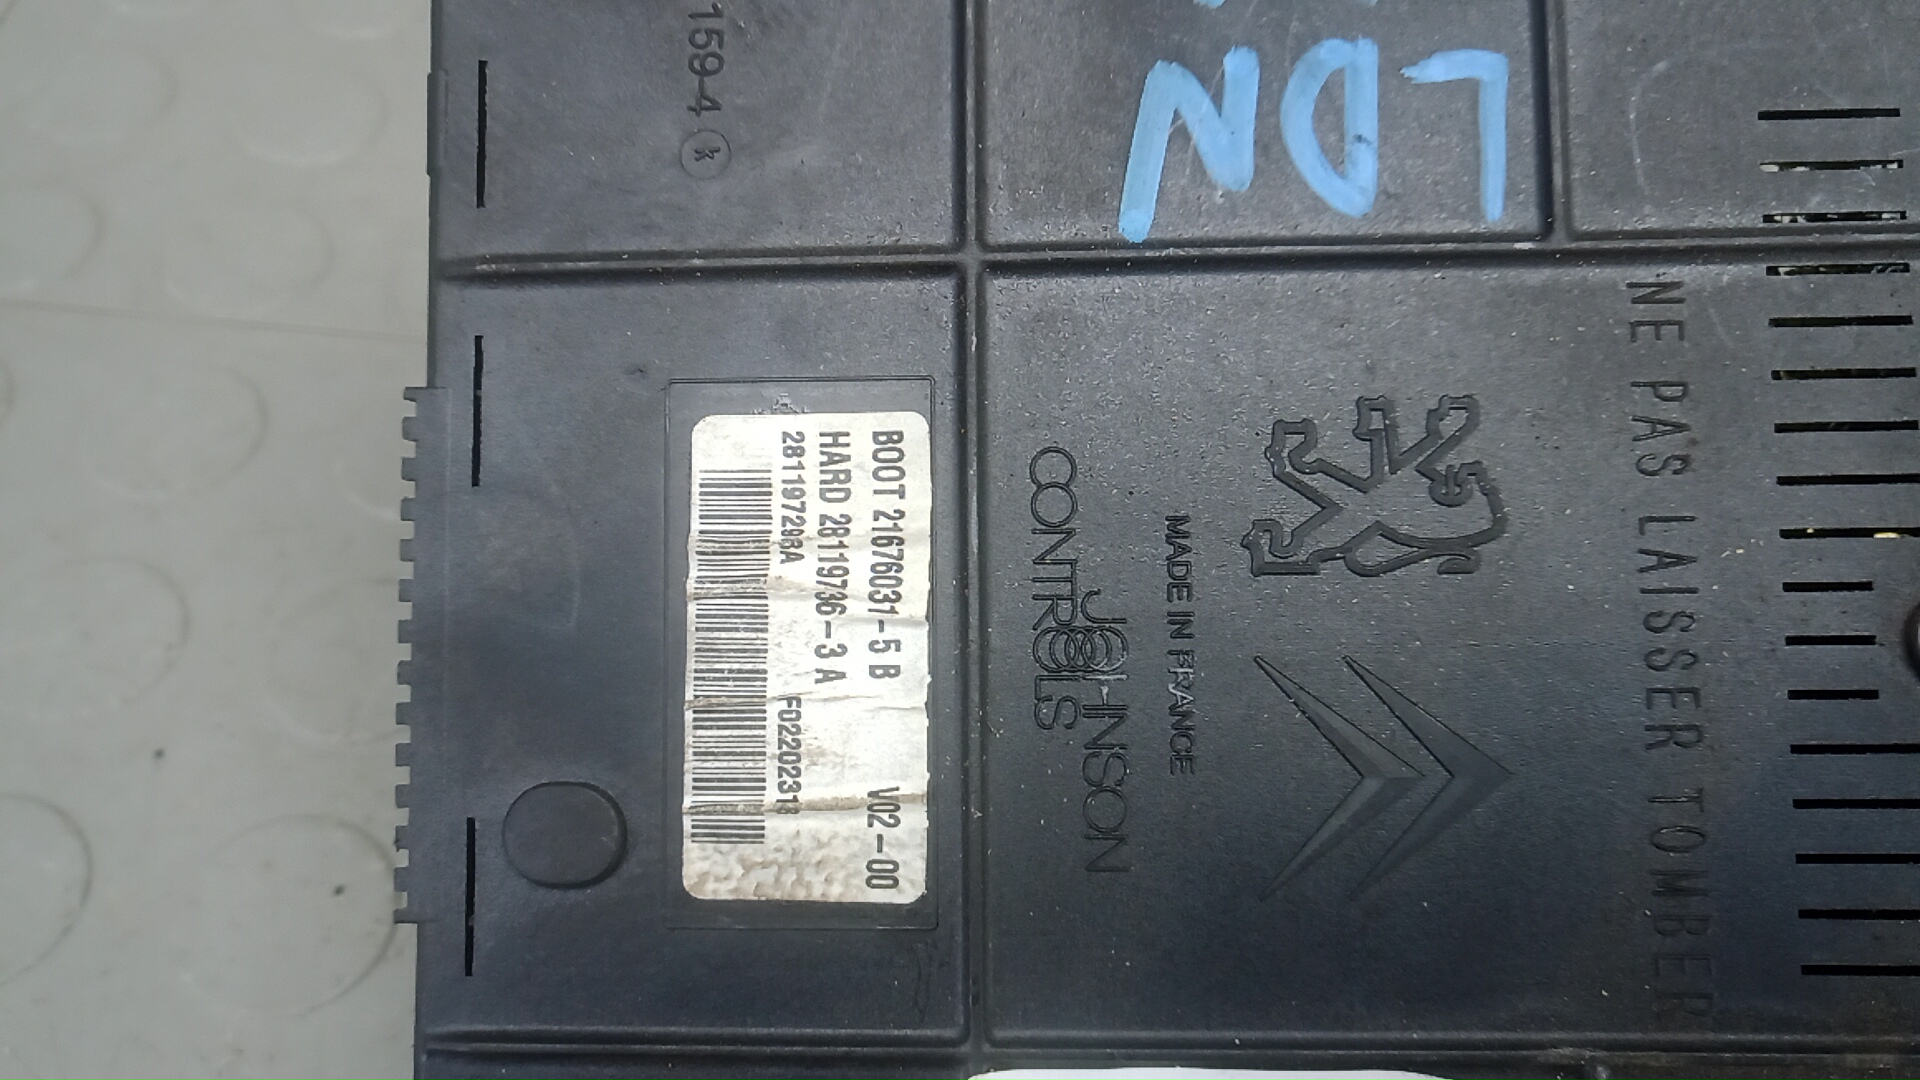 LDN
159-4 k
NE PAS LAISSER TOMBER
MADE IN FRANCE
JOHNSON
CONTROLS
BOOT 21676031-5 B V02-00
HARD 28119736-3 A
28119729BA F02202318